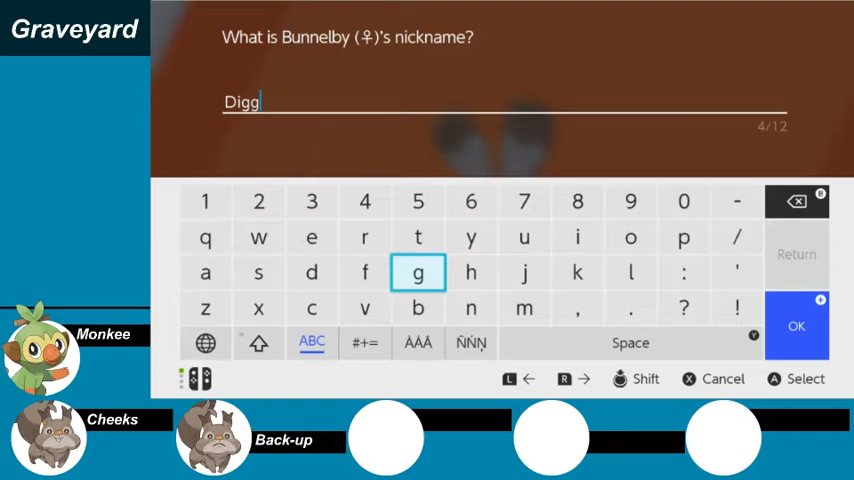 Graveyard
What is Bunnelby (♀)'s nickname?
Digg
4/12
1 2 3 4 5 6 7 8 9 0 -
q w e r t y u i o p /
Return
a s d f g h j k l : '
z x c v b n m , . ? !
OK
ABC #+= ÀÁÂ ÑŃŅ Space Y
L ← R → Shift X Cancel A Select
Monkee
Cheeks
Back-up